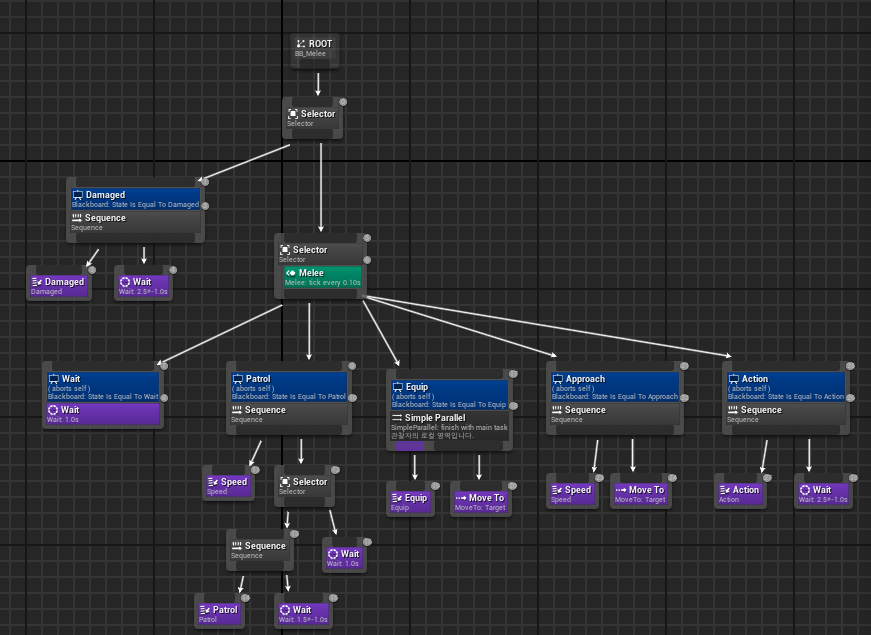 ROOT
BB_Melee
Selector
Selector
Damaged
Blackboard: State Is Equal To Damaged
Sequence
Sequence
Damaged
Damaged
Wait
Wait: 2.5+-1.0s
Selector
Selector
Melee
Melee: tick every 0.10s
Wait
( aborts self )
Blackboard: State Is Equal To Wait
Wait
Wait: 1.0s
Patrol
( aborts self )
Blackboard: State Is Equal To Patrol
Sequence
Sequence
Speed
Speed
Selector
Selector
Sequence
Sequence
Wait
Wait: 1.0s
Patrol
Patrol
Wait
Wait: 1.5+-1.0s
Equip
( aborts self )
Blackboard: State Is Equal To Equip
Simple Parallel
SimpleParallel: finish with main task
관찰자의 로컬 영역입니다.
Equip
Equip
Move To
MoveTo: Target
Approach
( aborts self )
Blackboard: State Is Equal To Approach
Sequence
Sequence
Speed
Speed
Move To
MoveTo: Target
Action
( aborts self )
Blackboard: State Is Equal To Action
Sequence
Sequence
Action
Action
Wait
Wait: 2.5+-1.0s